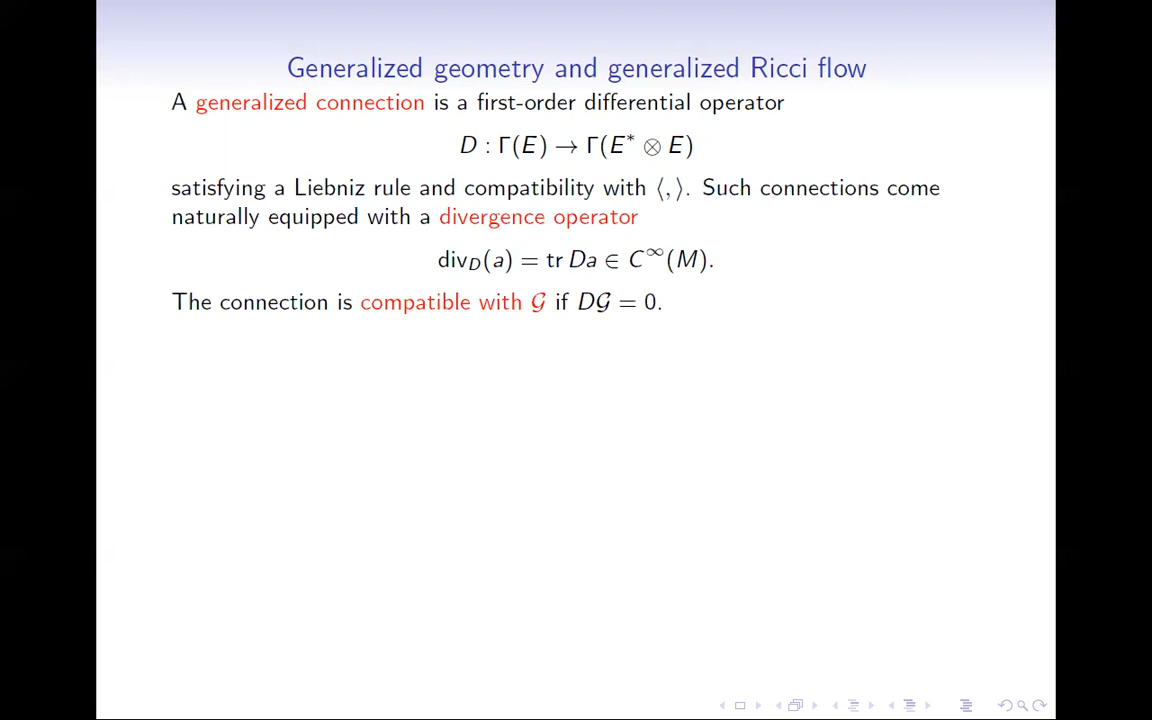 Generalized geometry and generalized Ricci flow
A generalized connection is a first-order differential operator
D : Γ(E) → Γ(E* ⊗ E)
satisfying a Liebniz rule and compatibility with ⟨, ⟩. Such connections come
naturally equipped with a divergence operator
div_D(a) = tr Da ∈ C^∞(M).
The connection is compatible with 𝒢 if D𝒢 = 0.